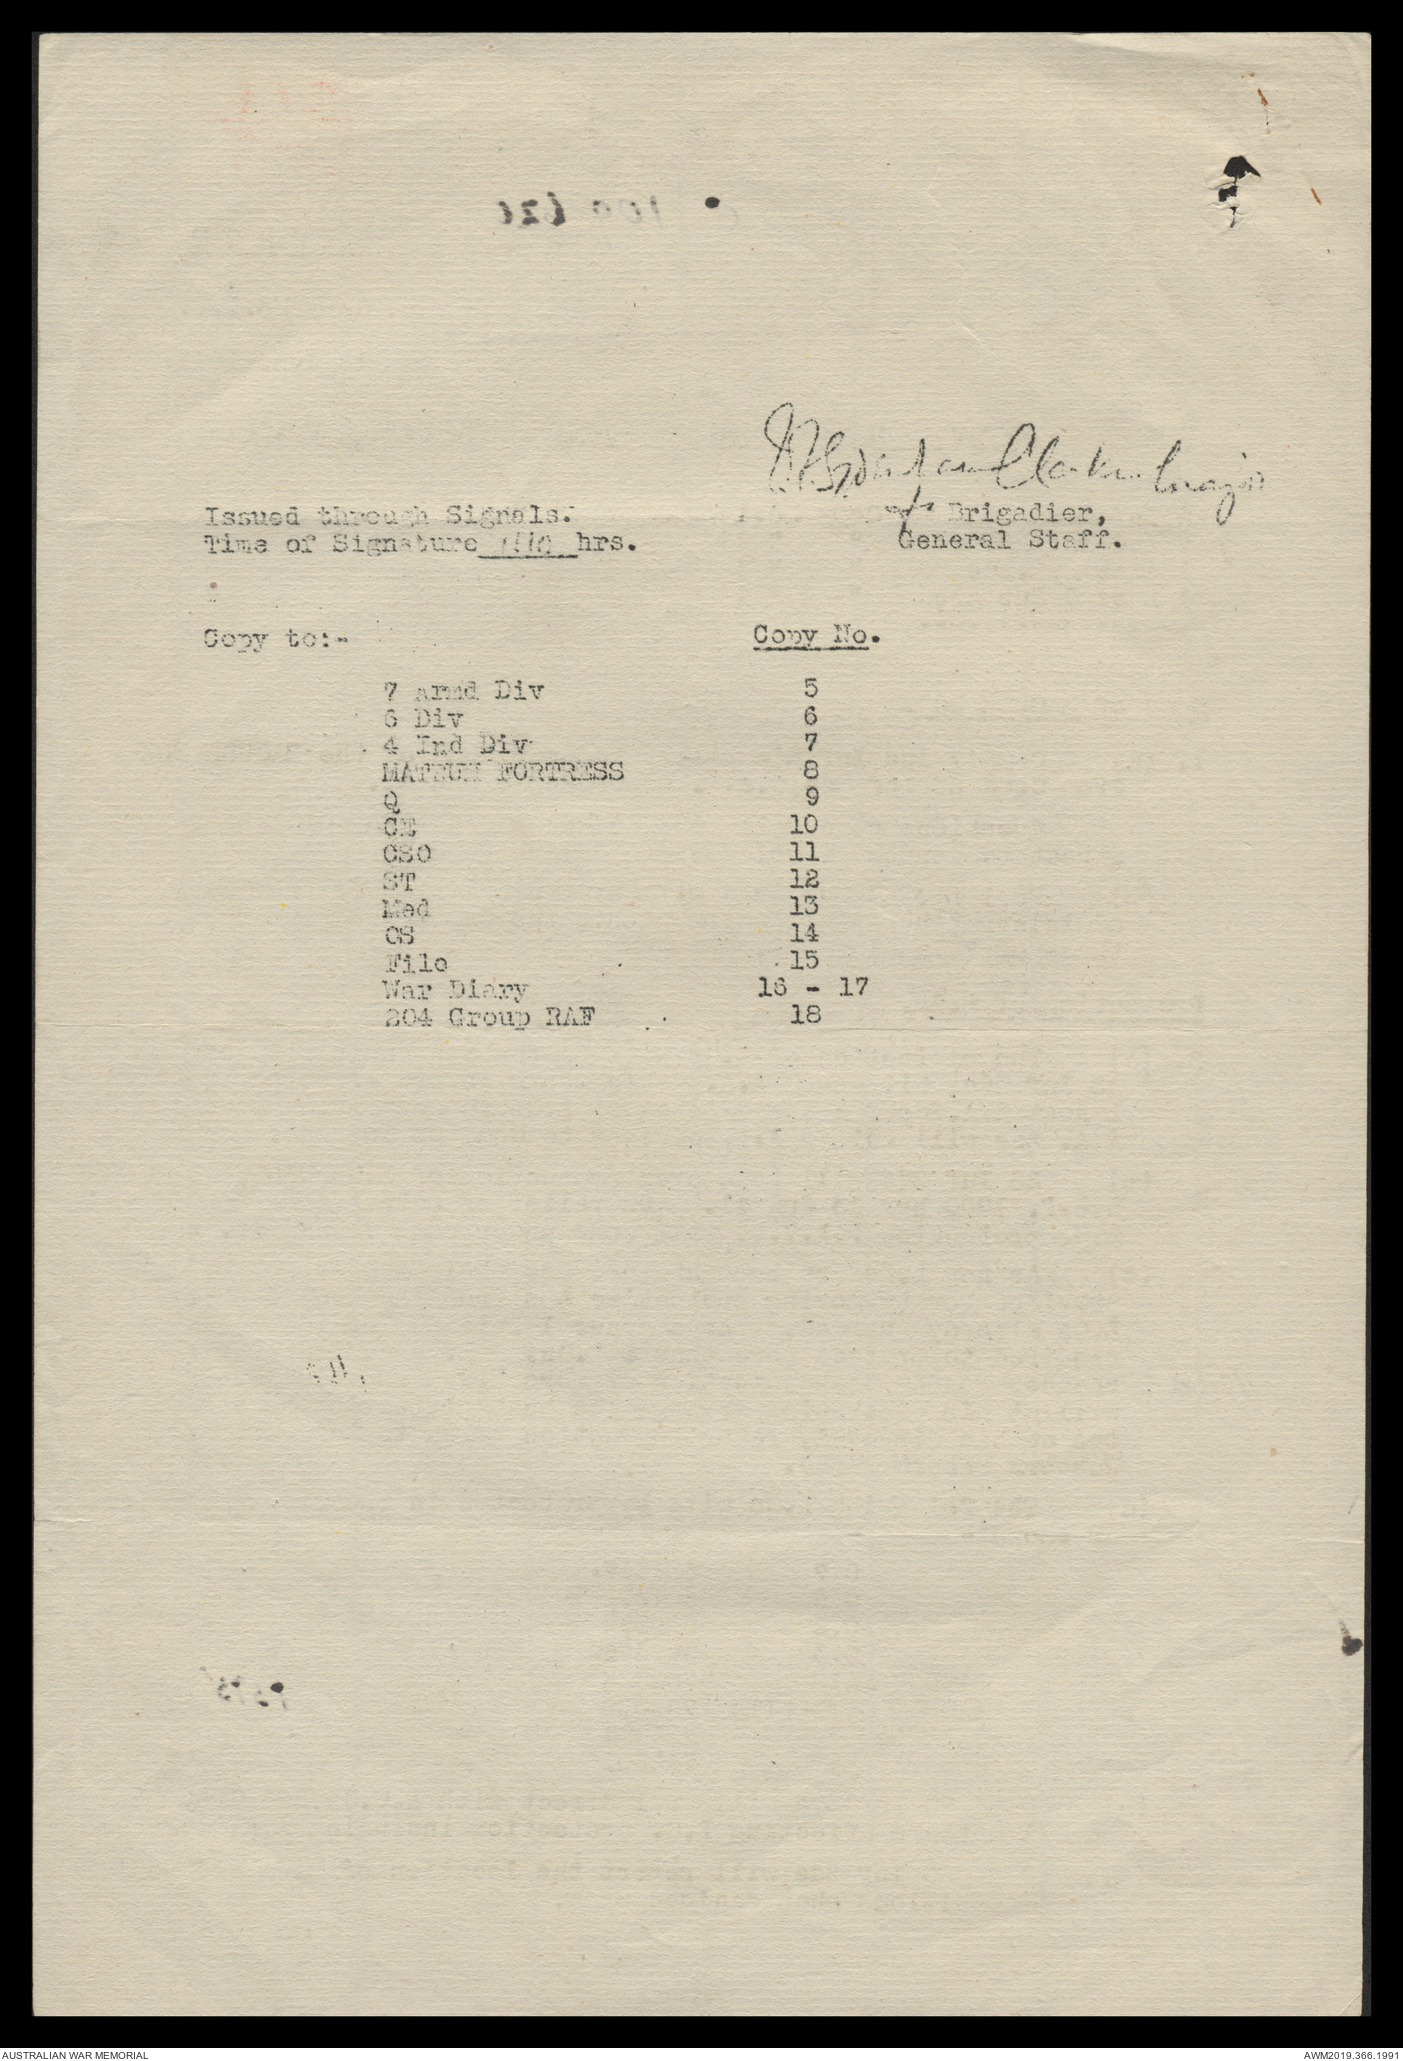 Issued through Signals.
Time of Signature hrs.
Brigadier,
General Staff.
Copy to:-
Copy No.
7 armd Div 5
6 Div 6
4 Ind Div 7
MATRUH FORTRESS 8
Q 9
CE 10
CSO 11
ST 12
Med 13
GS 14
File 15
War Diary 16 - 17
204 Group RAF 18
AUSTRALIAN WAR MEMORIAL
AWM2019.366.1991